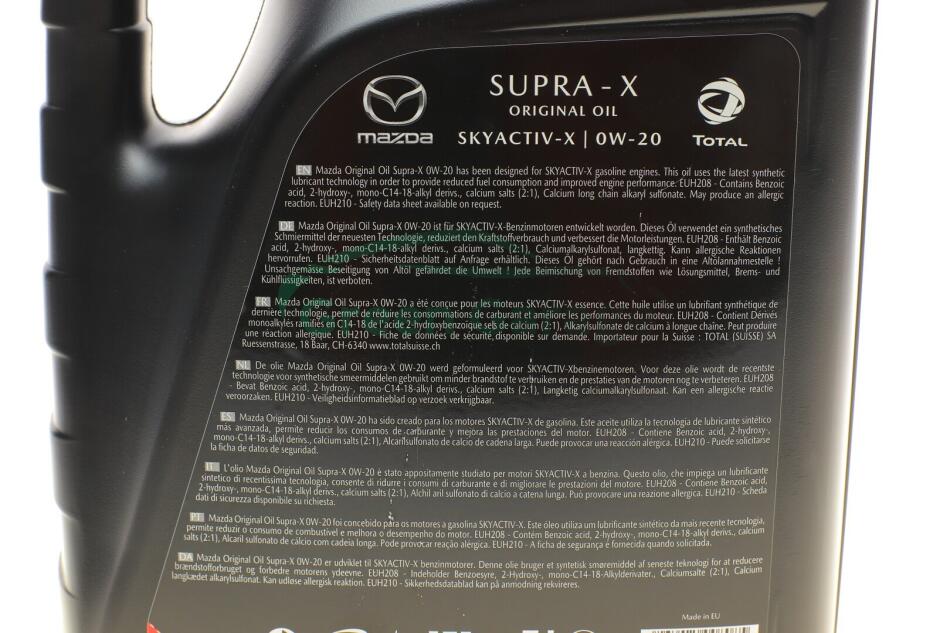 SUPRA - X
ORIGINAL OIL
mazda
SKYACTIV-X | 0W-20
TOTAL
EN Mazda Original Oil Supra-X 0W-20 has been designed for SKYACTIV-X gasoline engines. This oil uses the latest synthetic
lubricant technology in order to provide reduced fuel consumption and improved engine performance. EUH208 - Contains Benzoic
acid, 2-hydroxy-, mono-C14-18-alkyl derivs., calcium salts (2:1), Calcium long chain alkaryl sulfonate. May produce an allergic
reaction. EUH210 - Safety data sheet available on request.
DE Mazda Original Oil Supra-X 0W-20 ist für SKYACTIV-X-Benzinmotoren entwickelt worden. Dieses Öl verwendet ein synthetisches
Schmiermittel der neuesten Technologie, reduziert den Kraftstoffverbrauch und verbessert die Motorleistungen. EUH208 - Enthält Benzoic
acid, 2-hydroxy-, mono-C14-18-alkyl derivs., calcium salts (2:1), Calciumalkarylsulfonat, langkettig. Kann allergische Reaktionen
hervorrufen. EUH210 - Sicherheitsdatenblatt auf Anfrage erhältlich. Dieses Öl gehört nach Gebrauch in eine Altölannahmestelle !
Unsachgemässe Beseitigung von Altöl gefährdet die Umwelt ! Jede Beimischung von Fremdstoffen wie Lösungsmittel, Brems- und
Kühlflüssigkeiten, ist verboten.
FR Mazda Original Oil Supra-X 0W-20 a été conçue pour les moteurs SKYACTIV-X essence. Cette huile utilise un lubrifiant synthétique de
dernière technologie, permet de réduire les consommations de carburant et améliore les performances du moteur. EUH208 - Contient Dérivés
monoalkylés ramifiés en C14-18 de l'acide 2-hydroxybenzoïque sels de calcium (2:1), Alkarylsulfonate de calcium à longue chaîne. Peut produire
une réaction allergique. EUH210 - Fiche de données de sécurité disponible sur demande. Importateur pour la Suisse : TOTAL (SUISSE) SA
Ruessenstrasse, 18 Baar, CH-6340 www.totalsuisse.ch
NL De olie Mazda Original Oil Supra-X 0W-20 werd geformuleerd voor SKYACTIV-Xbenzinemotoren. Voor deze olie wordt de recentste
technologie voor synthetische smeermiddelen gebruikt om minder brandstof te verbruiken en de prestaties van de motoren nog te verbeteren. EUH208
- Bevat Benzoic acid, 2-hydroxy-, mono-C14-18-alkyl derivs., calcium salts (2:1), Langketig calciumalkarylsulfonaat. Kan een allergische reactie
veroorzaken. EUH210 - Veiligheidsinformatieblad op verzoek verkrijgbaar.
ES Mazda Original Oil Supra-X 0W-20 ha sido creado para los motores SKYACTIV-X de gasolina. Este aceite utiliza la tecnología de lubricante sintético
más avanzada, permite reducir los consumos de carburante y mejora las prestaciones del motor. EUH208 - Contiene Benzoic acid, 2-hydroxy-,
mono-C14-18-alkyl derivs., calcium salts (2:1), Alcarilsulfonato de calcio de cadena larga. Puede provocar una reacción alérgica. EUH210 - Puede solicitarse
la ficha de datos de seguridad.
IT L'olio Mazda Original Oil Supra-X 0W-20 è stato appositamente studiato per motori SKYACTIV-X a benzina. Questo olio, che impiega un lubrificante
sintetico di recentissima tecnologia, consente di ridurre i consumi di carburante e di migliorare le prestazioni del motore. EUH208 - Contiene Benzoic acid,
2-hydroxy-, mono-C14-18-alkyl derivs., calcium salts (2:1), Alchil aril sulfonato di calcio a catena lunga. Può provocare una reazione allergica. EUH210 - Scheda
dati di sicurezza disponibile su richiesta.
PT Mazda Original Oil Supra-X 0W-20 foi concebido para os motores a gasolina SKYACTIV-X. Este óleo utiliza um lubrificante sintético da mais recente tecnologia,
permite reduzir o consumo de combustível e melhora o desempenho do motor. EUH208 - Contém Benzoic acid, 2-hydroxy-, mono-C14-18-alkyl derivs., calcium
salts (2:1), Alcaril sulfonato de calcio com cadeia longa. Pode provocar reação alérgica. EUH210 - A ficha de segurança é fornecida quando solicitada.
DA Mazda Original Oil Supra-X 0W-20 er udviklet til SKYACTIV-X benzinmotorer. Denne olie bruger et syntetisk smøremiddel af seneste teknologi for at reducere
brændstofforbruget og forbedre motorens ydeevne. EUH208 - Indeholder Benzoesyre, 2-Hydroxy-, mono-C14-18-Alkylderivater., Calciumsalte (2:1), Calcium
langkædet alkarylsulfonat. Kan udløse allergisk reaktion. EUH210 - Sikkerhedsdatablad kan på anmodning rekvireres.
Made in EU